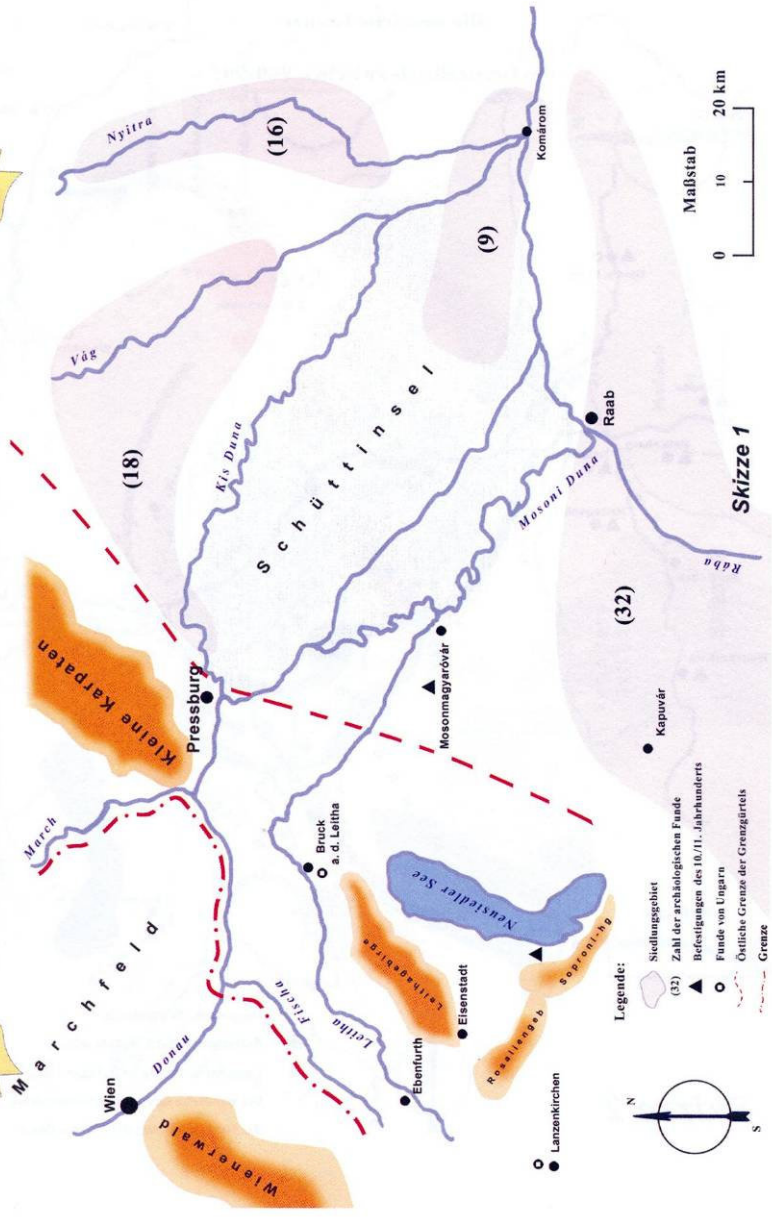 Marchfeld
March
Kleine Karpaten
Nyitra
(16)
Vág
(18)
Wien
Donau
Pressburg
Kis Duna
Wienerwald
Fischa
Schüttinsel
(9)
Komárom
Bruck
a. d. Leitha
Leitha
Leithagebirge
Ebenfurth
Eisenstadt
Neusiedler See
Mosonmagyaróvár
Mosoni Duna
Raab
Rosaliengeb
Soproni-hg
Lanzenkirchen
Kapuvár
(32)
Rába
Maßstab
0 10 20 km
Skizze 1
N
S
Legende:
Siedlungsgebiet
(32) Zahl der archäologischen Funde
Befestigungen des 10./11. Jahrhunderts
Funde von Ungarn
Östliche Grenze der Grenzgürtels
Grenze